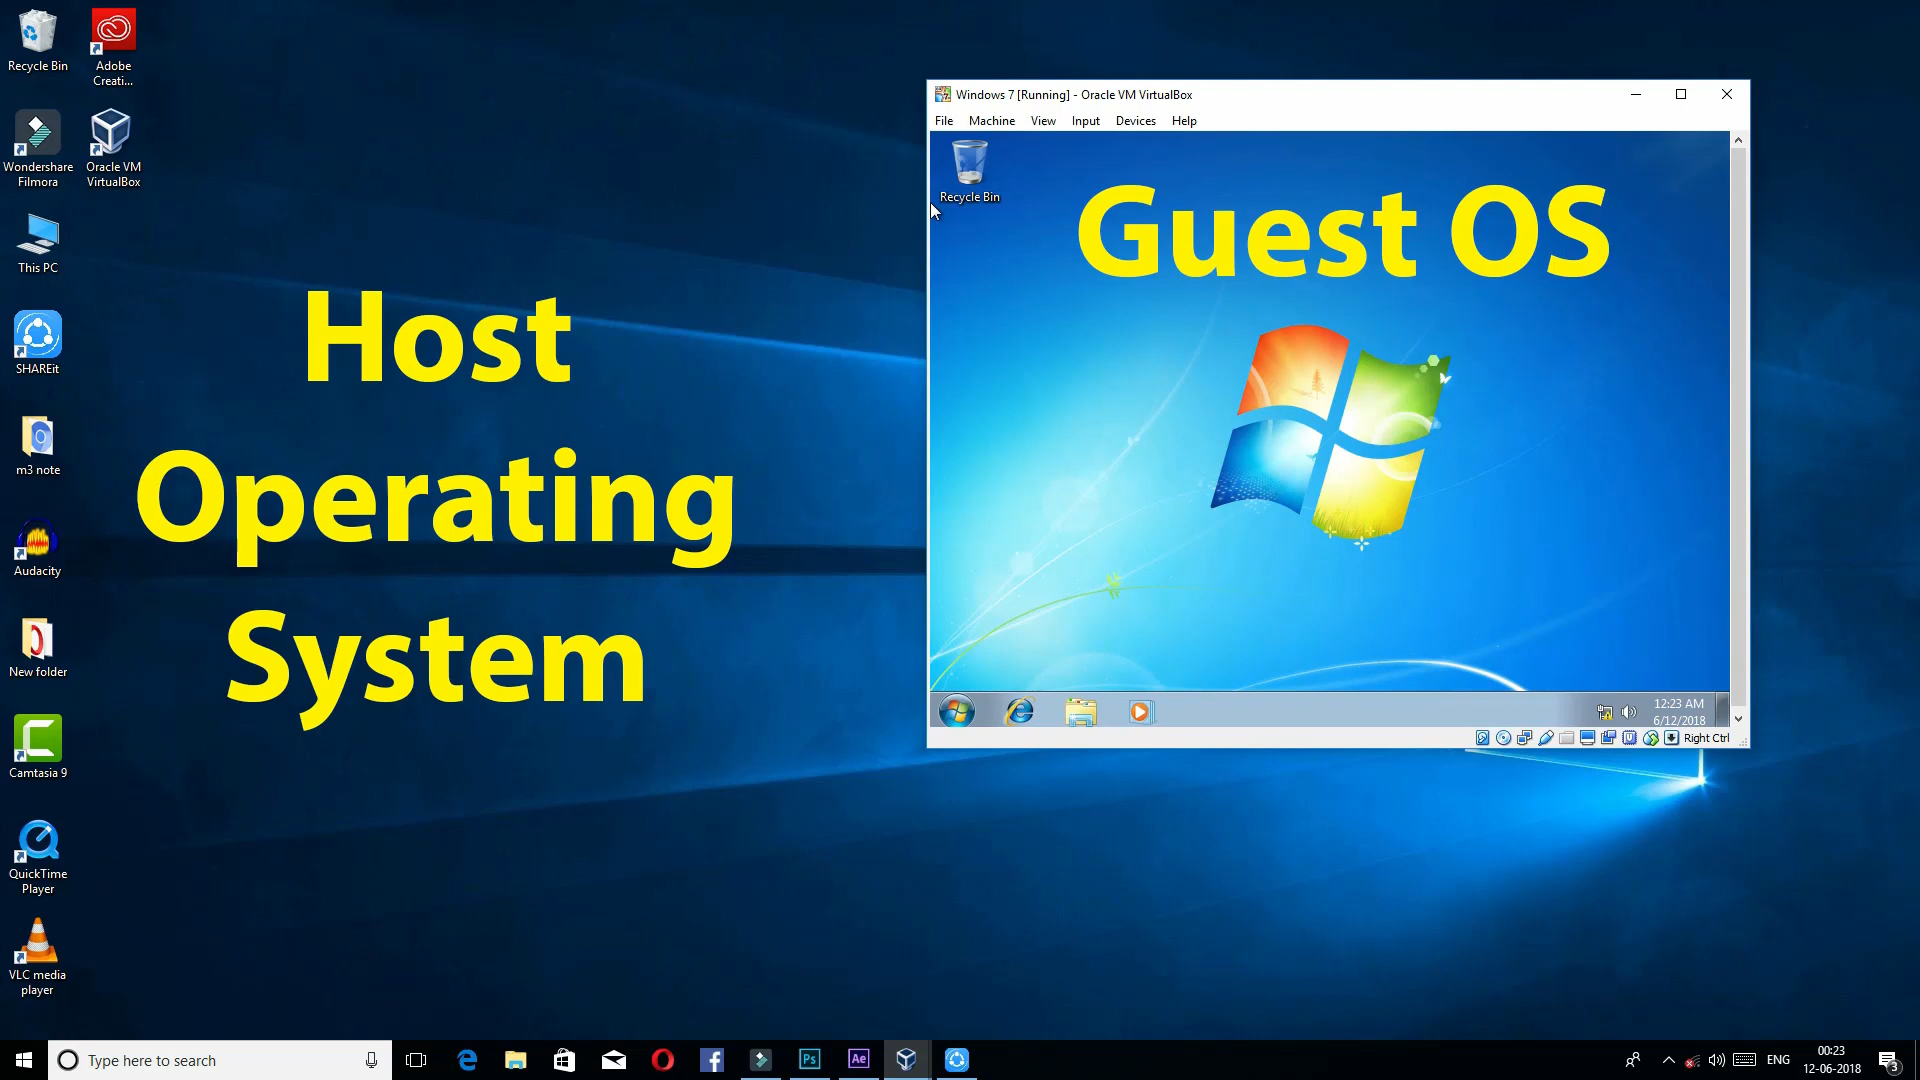 Recycle Bin
Adobe
Creati...
Wondershare
Filmora
Oracle VM
VirtualBox
This PC
SHAREit
m3 note
Audacity
New folder
Camtasia 9
QuickTime
Player
VLC media
player
Host
Operating
System
Windows 7 [Running] - Oracle VM VirtualBox
File Machine View Input Devices Help
Recycle Bin
Guest OS
12:23 AM
6/12/2018
Right Ctrl
Type here to search
Ps
Ae
ENG
00:23
12-06-2018
3